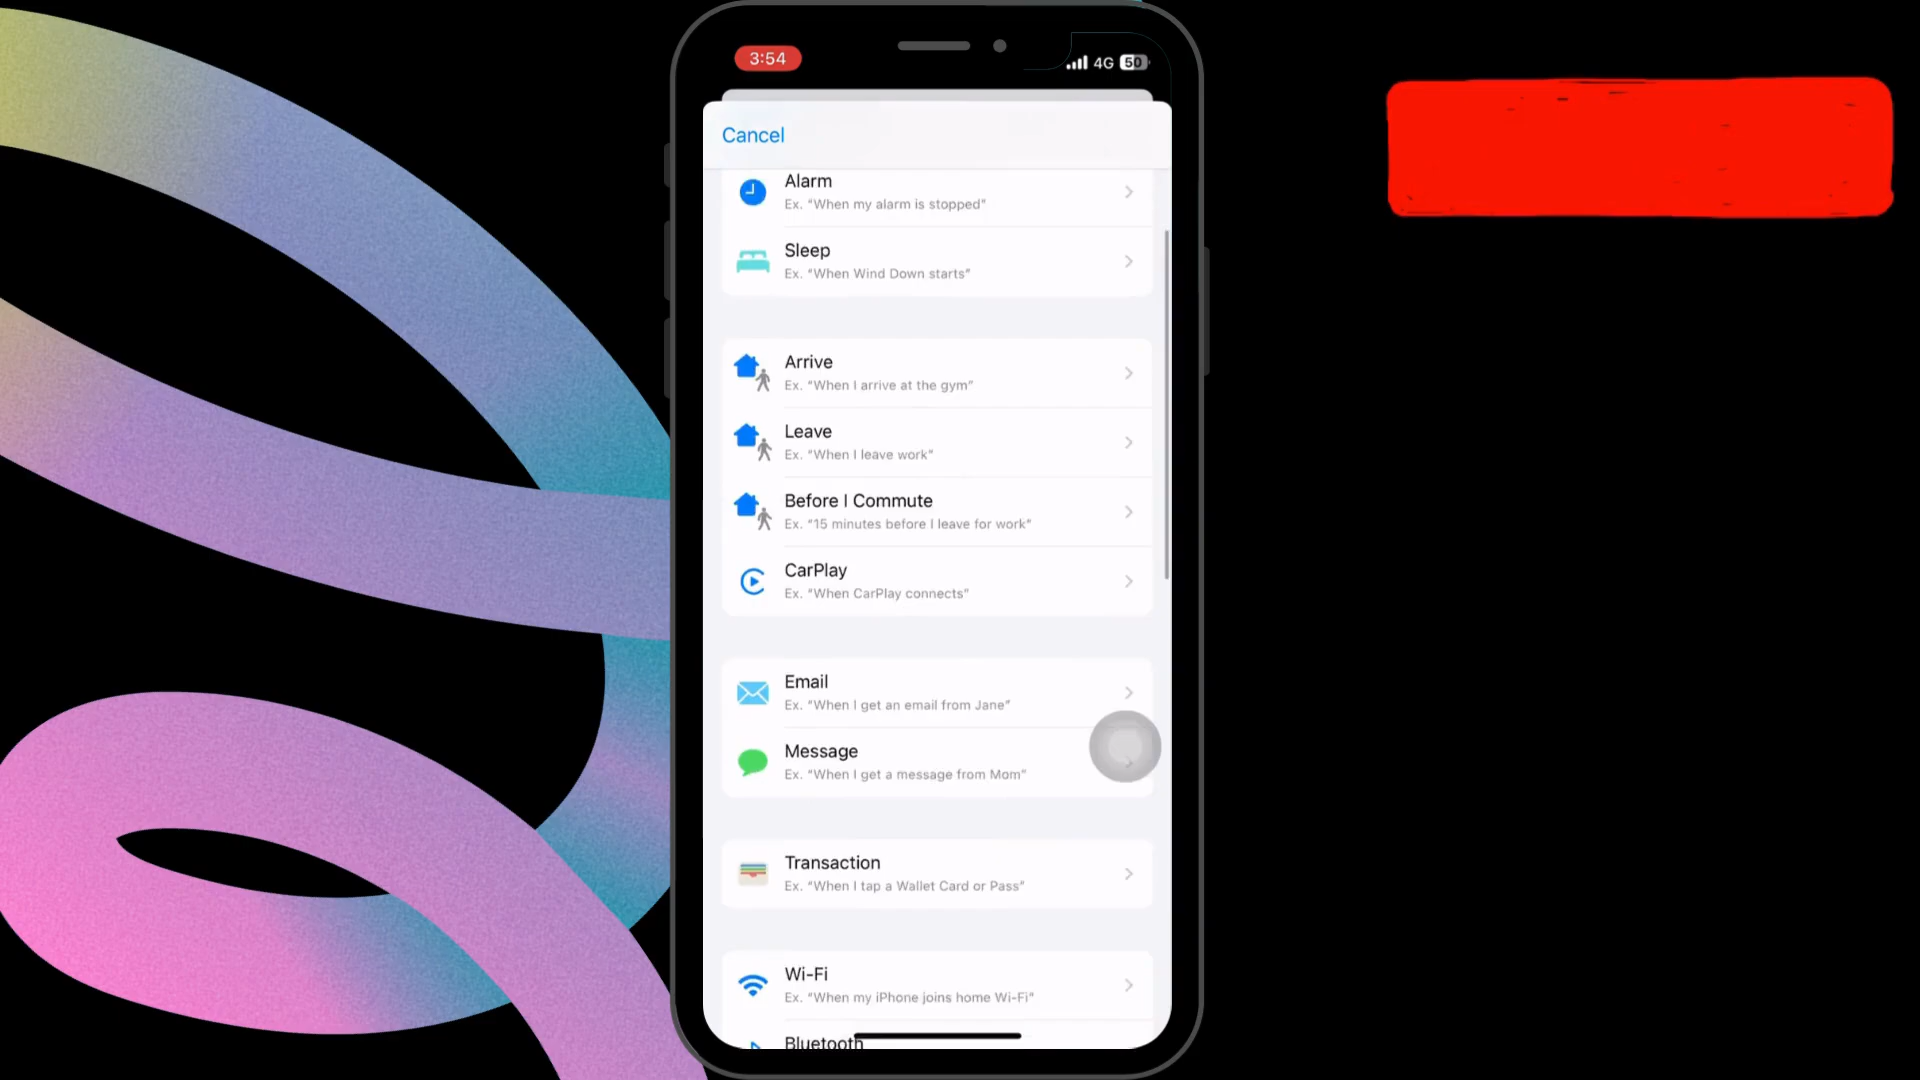 3:54
4G 50
Cancel
Alarm
Ex. “When my alarm is stopped”
Sleep
Ex. “When Wind Down starts”
Arrive
Ex. “When I arrive at the gym”
Leave
Ex. “When I leave work”
Before I Commute
Ex. “15 minutes before I leave for work”
CarPlay
Ex. “When CarPlay connects”
Email
Ex. “When I get an email from Jane”
Message
Ex. “When I get a message from Mom”
Transaction
Ex. “When I tap a Wallet Card or Pass”
Wi-Fi
Ex. “When my iPhone joins home Wi-Fi”
Bluetooth